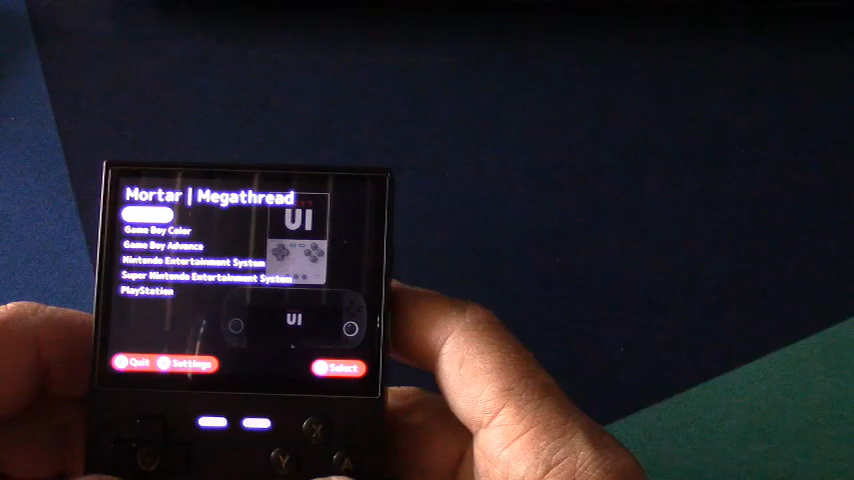 Mortar | Megathread
UI
Game Boy Color
Game Boy Advance
Nintendo Entertainment System
Super Nintendo Entertainment System
PlayStation
UI
Quit
Settings
Select
X
Y
A